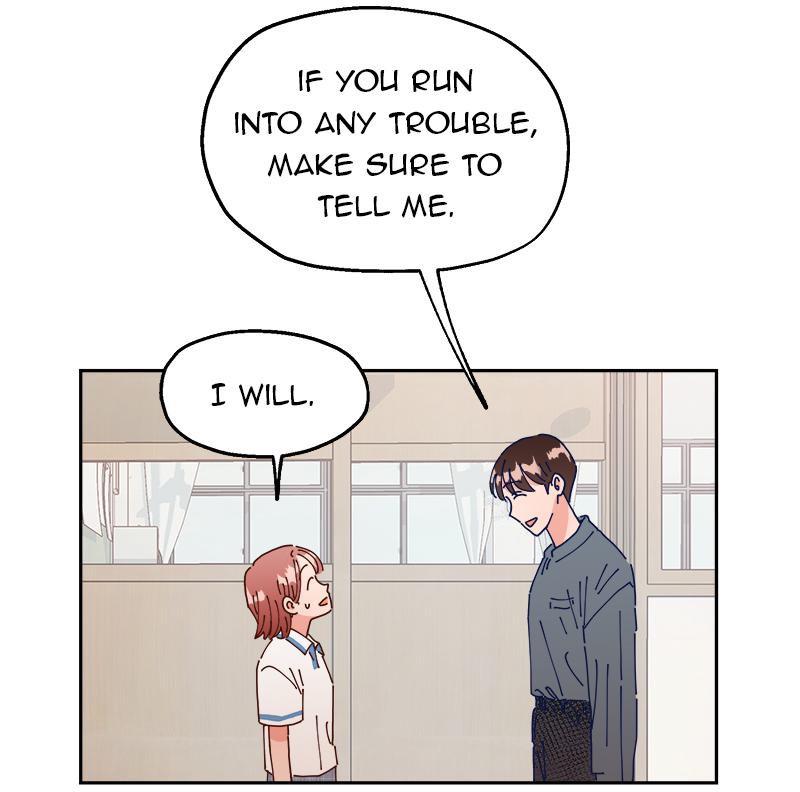 IF YOU RUN
INTO ANY TROUBLE,
MAKE SURE TO
TELL ME.
I WILL.